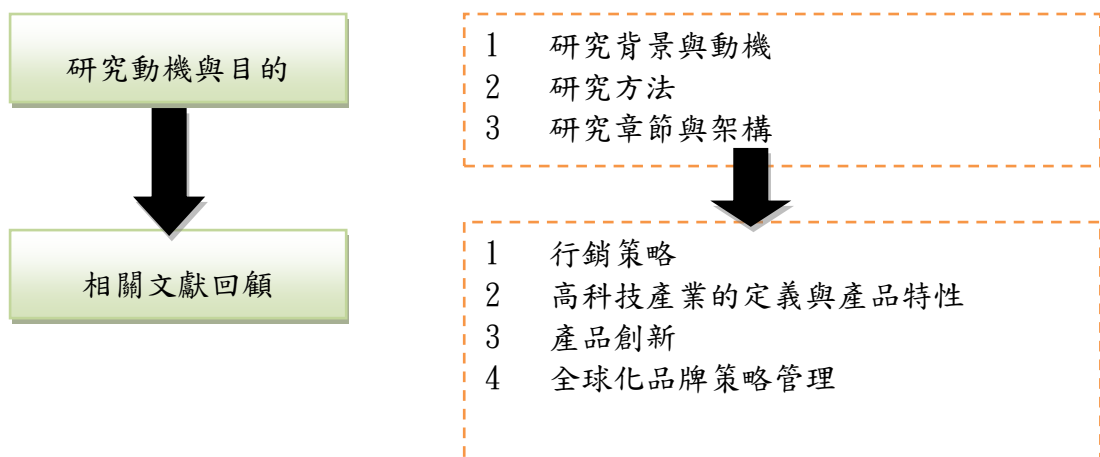 研究動機與目的
1 研究背景與動機
2 研究方法
3 研究章節與架構
相關文獻回顧
1 行銷策略
2 高科技產業的定義與產品特性
3 產品創新
4 全球化品牌策略管理